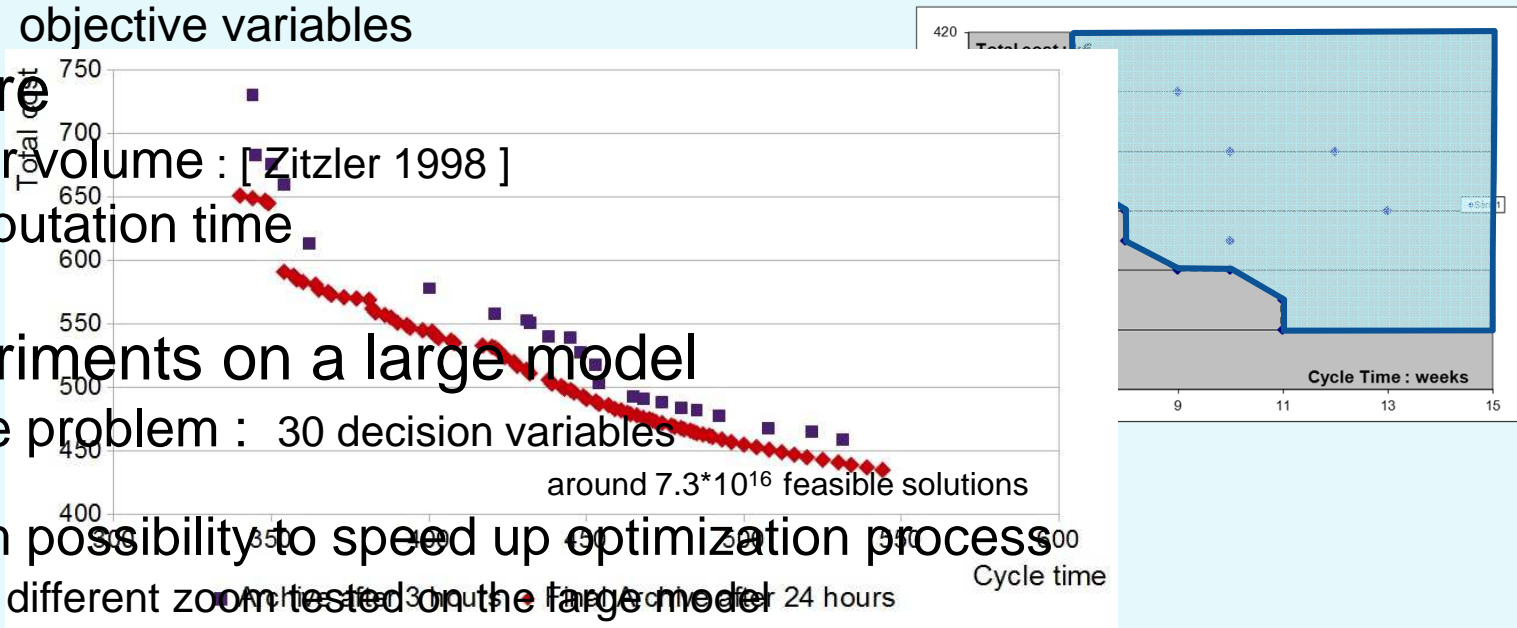 objective variables
re
r volume : [ Zitzler 1998 ]
putation time
riments on a large model
e problem : 30 decision variables
around 7.3*10¹⁶ feasible solutions
n possibility to speed up optimization process
different zoom tested on the large model
Total cost
750
700
650
600
550
500
450
400
300
350
450
500
550
600
Cycle time
Archive after 3 hours
Final Archive after 24 hours
420
Total cost :
Cycle Time : weeks
9
11
13
15